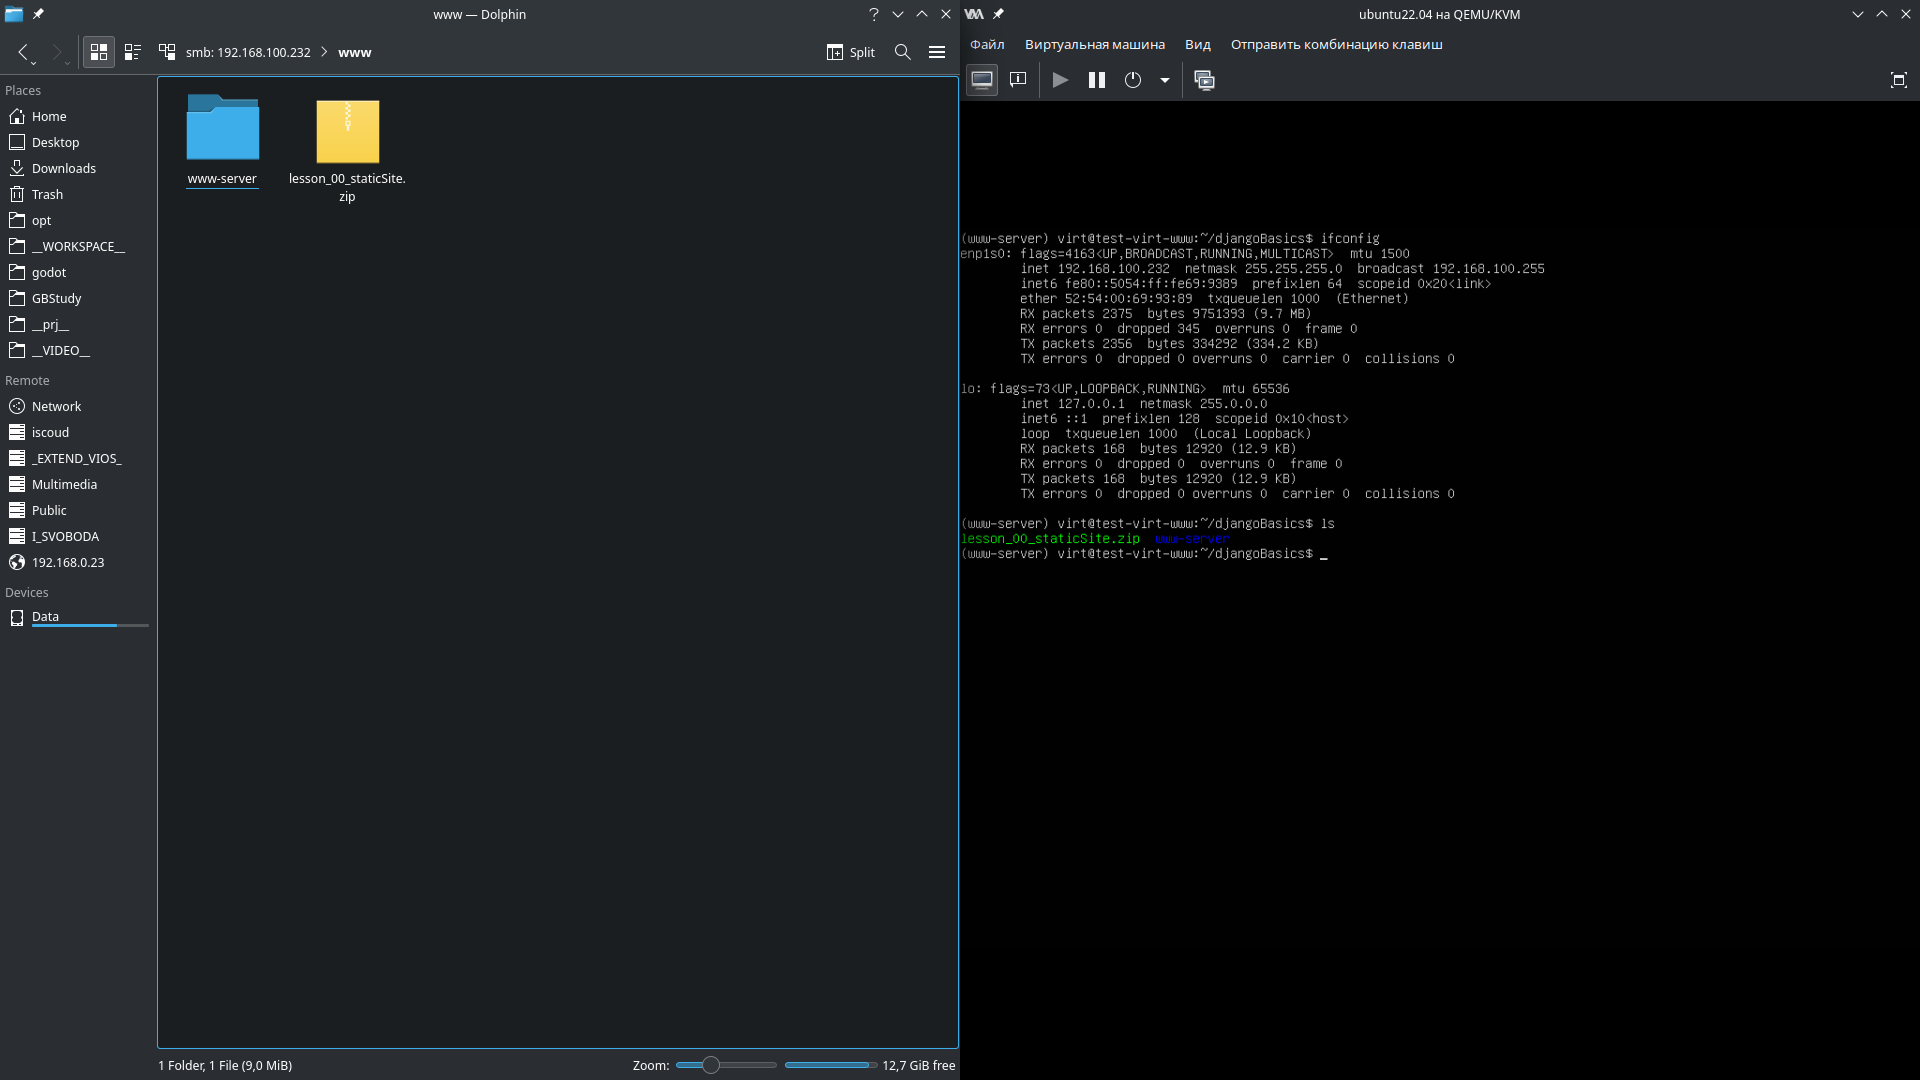 www — Dolphin
smb: 192.168.100.232 > www
Split
Places
Home
Desktop
Downloads
Trash
opt
__WORKSPACE__
godot
GBStudy
__prj__
__VIDEO__
Remote
Network
iscoud
_EXTEND_VIOS_
Multimedia
Public
I_SVOBODA
192.168.0.23
Devices
Data
www-server
lesson_00_staticSite.
zip
1 Folder, 1 File (9,0 MiB)
Zoom:
12,7 GiB free
ubuntu22.04 на QEMU/KVM
Файл Виртуальная машина Вид Отправить комбинацию клавиш
(www-server) virt@test-virt-www:~/djangoBasics$ ifconfig
enp1s0: flags=4163<UP,BROADCAST,RUNNING,MULTICAST>  mtu 1500
inet 192.168.100.232  netmask 255.255.255.0  broadcast 192.168.100.255
inet6 fe80::5054:ff:fe69:9389  prefixlen 64  scopeid 0x20<link>
ether 52:54:00:69:93:89  txqueuelen 1000  (Ethernet)
RX packets 2375  bytes 9751393 (9.7 MB)
RX errors 0  dropped 345  overruns 0  frame 0
TX packets 2356  bytes 334292 (334.2 KB)
TX errors 0  dropped 0 overruns 0  carrier 0  collisions 0
lo: flags=73<UP,LOOPBACK,RUNNING>  mtu 65536
inet 127.0.0.1  netmask 255.0.0.0
inet6 ::1  prefixlen 128  scopeid 0x10<host>
loop  txqueuelen 1000  (Local Loopback)
RX packets 168  bytes 12920 (12.9 KB)
RX errors 0  dropped 0  overruns 0  frame 0
TX packets 168  bytes 12920 (12.9 KB)
TX errors 0  dropped 0 overruns 0  carrier 0  collisions 0
(www-server) virt@test-virt-www:~/djangoBasics$ ls
lesson_00_staticSite.zip  www-server
(www-server) virt@test-virt-www:~/djangoBasics$ _